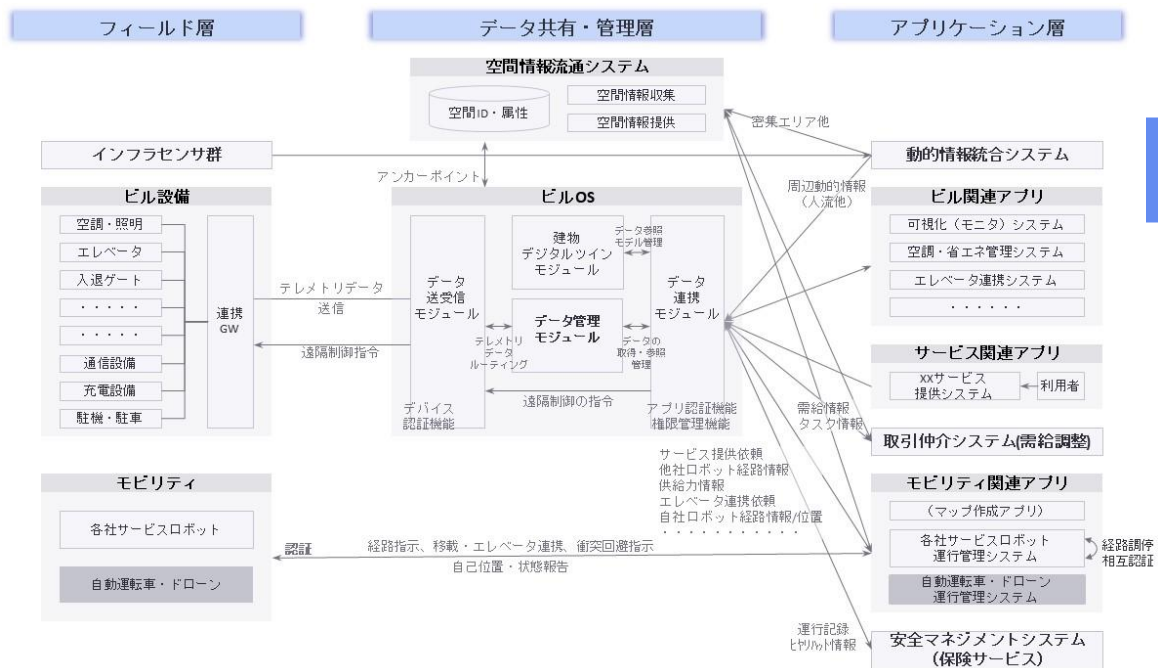 フィールド層
データ共有・管理層
アプリケーション層
空間情報流通システム
空間ID・属性
空間情報収集
空間情報提供
密集エリア他
インフラセンサ群
アンカーポイント
動的情報統合システム
周辺動的情報
（人流他）
ビル設備
空調・照明
エレベータ
入退ゲート
・・・・・
・・・・・
通信設備
充電設備
駐機・駐車
連携
GW
テレメトリデータ
送信
遠隔制御指令
ビルOS
データ
送受信
モジュール
建物
デジタルツイン
モジュール
データ参照
モデル管理
データ管理
モジュール
データ
連携
モジュール
テレメトリ
データ
ルーティング
データの
取得・参照
管理
遠隔制御の指令
デバイス
認証機能
アプリ認証機能
権限管理機能
ビル関連アプリ
可視化（モニタ）システム
空調・省エネ管理システム
エレベータ連携システム
・・・・・・
サービス関連アプリ
XXサービス
提供システム
利用者
需給情報
タスク情報
取引仲介システム(需給調整)
サービス提供依頼
他社ロボット経路情報
供給力情報
エレベータ連携依頼
自社ロボット経路情報/位置
・・・・・・・・・・・
モビリティ
各社サービスロボット
自動運転車・ドローン
認証
経路指示、移載・エレベータ連携、衝突回避指示
自己位置・状態報告
モビリティ関連アプリ
（マップ作成アプリ）
各社サービスロボット
運行管理システム
自動運転車・ドローン
運行管理システム
経路調停
相互認証
運行記録
ﾋﾔﾘﾊｯﾄ情報
安全マネジメントシステム
（保険サービス）